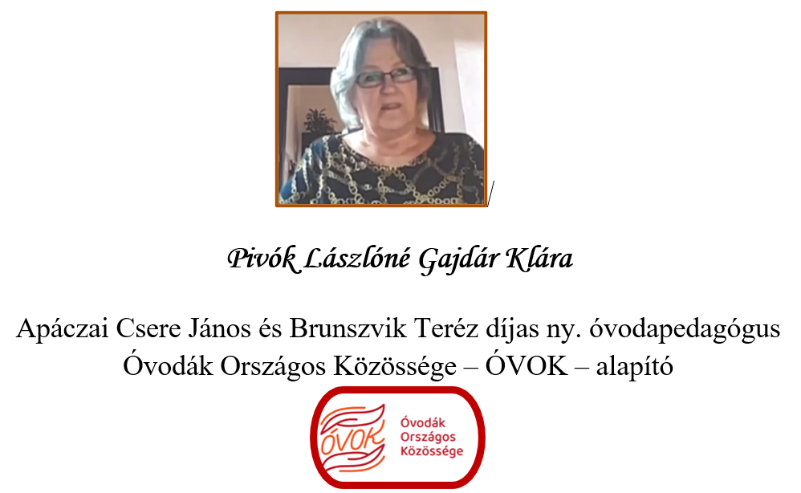 /
Pivók Lászlóné Gajdár Klára
Apáczai Csere János és Brunszvik Teréz díjas ny. óvodapedagógus
Óvodák Országos Közössége – ÓVOK – alapító
ÓVOK
Óvodák
Országos
Közössége